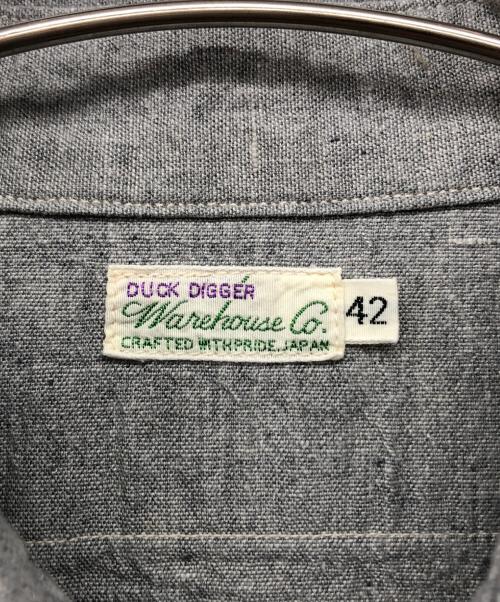 DUCK DIGGER
Warehouse Co.
CRAFTED WITH PRIDE, JAPAN
42